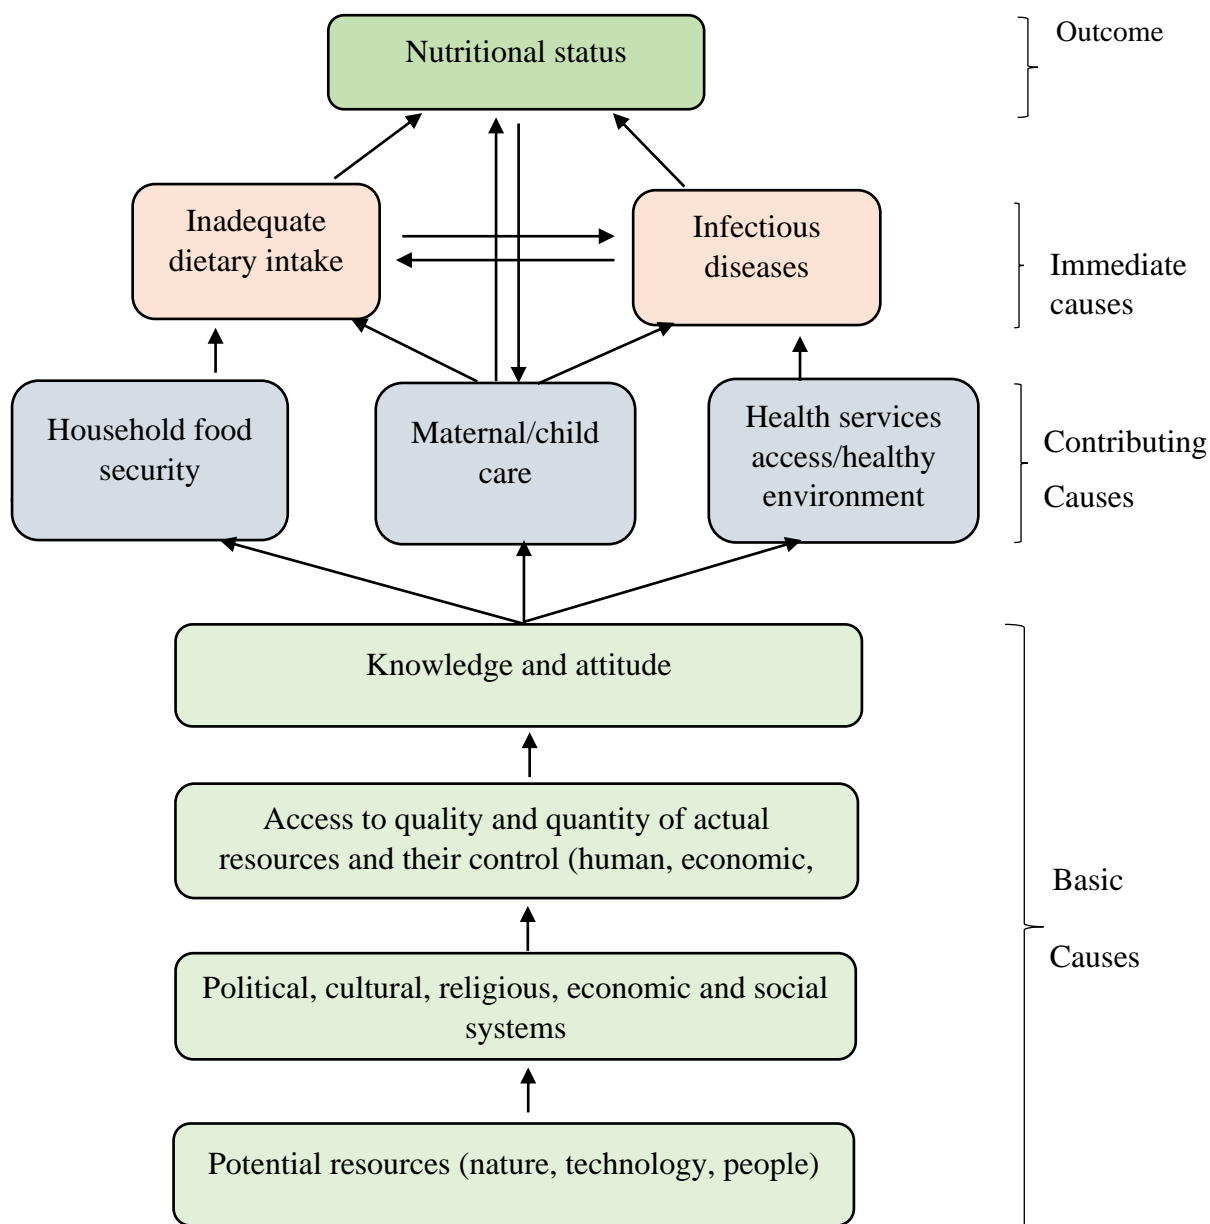 Nutritional status
Outcome
Inadequate
dietary intake
Infectious
diseases
Immediate
causes
Household food
security
Maternal/child
care
Health services
access/healthy
environment
Contributing
Causes
Knowledge and attitude
Access to quality and quantity of actual
resources and their control (human, economic,
Political, cultural, religious, economic and social
systems
Potential resources (nature, technology, people)
Basic
Causes